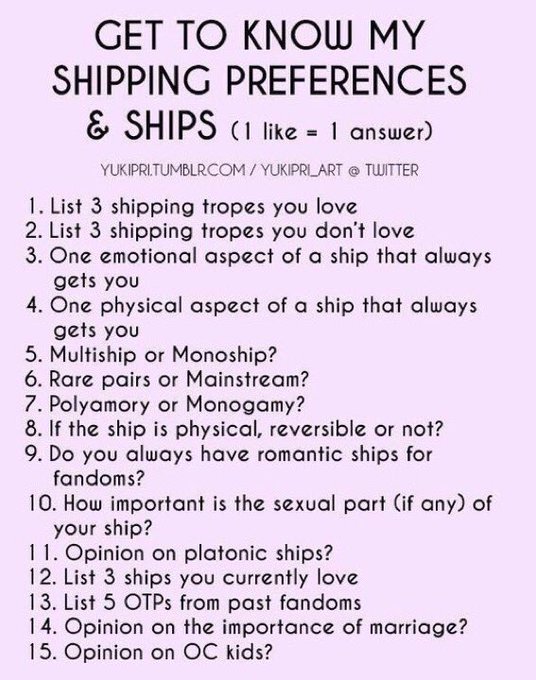 GET TO KNOW MY
SHIPPING PREFERENCES
& SHIPS (1 like = 1 answer)
YUKIPRI.TUMBLR.COM / YUKIPRI_ART @ TWITTER
1. List 3 shipping tropes you love
2. List 3 shipping tropes you don't love
3. One emotional aspect of a ship that always
gets you
4. One physical aspect of a ship that always
gets you
5. Multiship or Monoship?
6. Rare pairs or Mainstream?
7. Polyamory or Monogamy?
8. If the ship is physical, reversible or not?
9. Do you always have romantic ships for
fandoms?
10. How important is the sexual part (if any) of
your ship?
11. Opinion on platonic ships?
12. List 3 ships you currently love
13. List 5 OTPs from past fandoms
14. Opinion on the importance of marriage?
15. Opinion on OC kids?